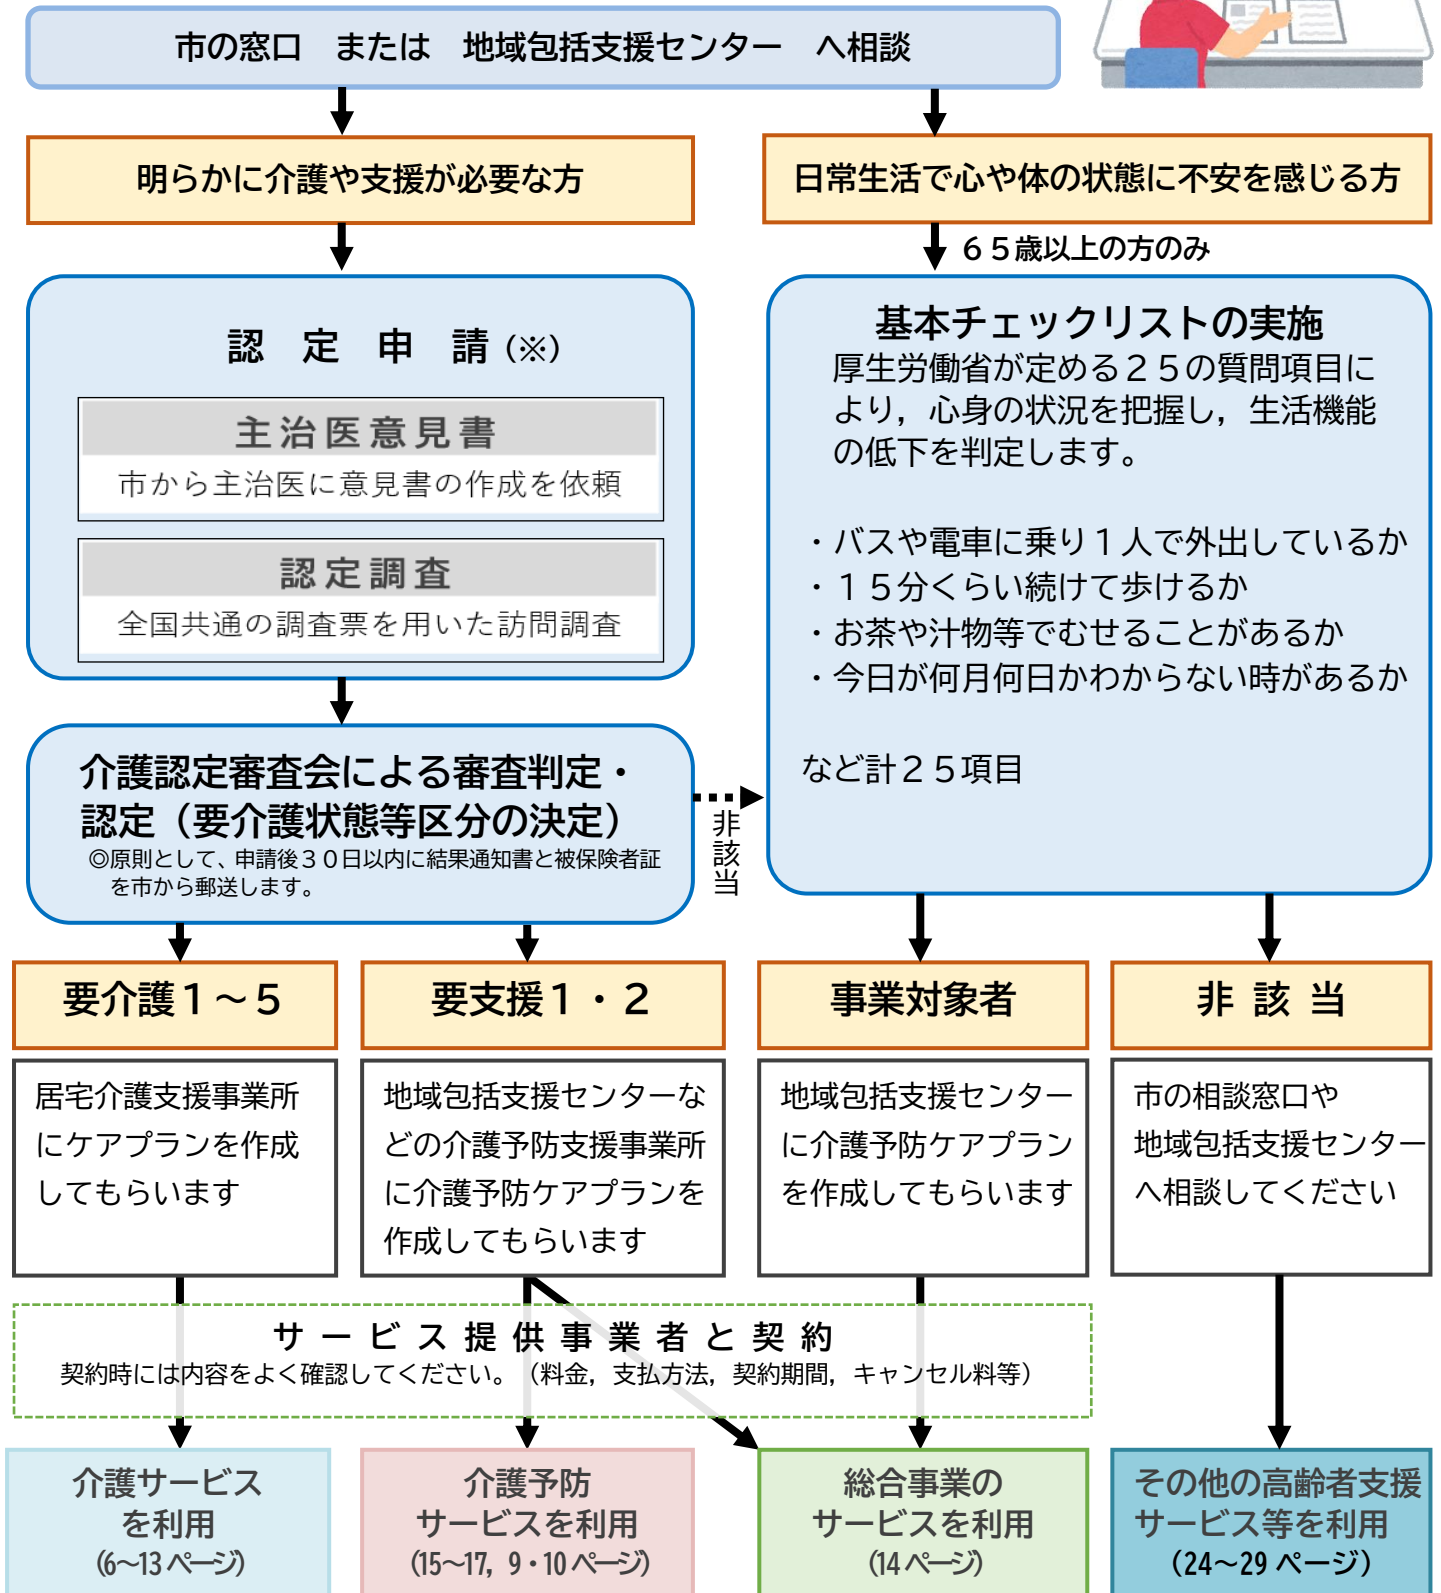 市の窓口　または　地域包括支援センター　へ相談
明らかに介護や支援が必要な方
日常生活で心や体の状態に不安を感じる方
６５歳以上の方のみ
認　定　申　請（※）
主治医意見書
市から主治医に意見書の作成を依頼
認定調査
全国共通の調査票を用いた訪問調査
基本チェックリストの実施
厚生労働省が定める２５の質問項目に
より，心身の状況を把握し，生活機能
の低下を判定します。
・バスや電車に乗り１人で外出しているか
・１５分くらい続けて歩けるか
・お茶や汁物等でむせることがあるか
・今日が何月何日かわからない時があるか
など計２５項目
介護認定審査会による審査判定・
認定（要介護状態等区分の決定）
◎原則として、申請後３０日以内に結果通知書と被保険者証
を市から郵送します。
非該当
要介護１～５
要支援１・２
事業対象者
非 該 当
居宅介護支援事業所
にケアプランを作成
してもらいます
地域包括支援センターな
どの介護予防支援事業所
に介護予防ケアプランを
作成してもらいます
地域包括支援センター
に介護予防ケアプラン
を作成してもらいます
市の相談窓口や
地域包括支援センター
へ相談してください
サ ー ビ ス 提 供 事 業 者 と 契 約
契約時には内容をよく確認してください。（料金，支払方法，契約期間，キャンセル料等）
介護サービス
を利用
（6～13 ページ）
介護予防
サービスを利用
（15～17，9・10 ページ）
総合事業の
サービスを利用
（14 ページ）
その他の高齢者支援
サービス等を利用
（24～29 ページ）